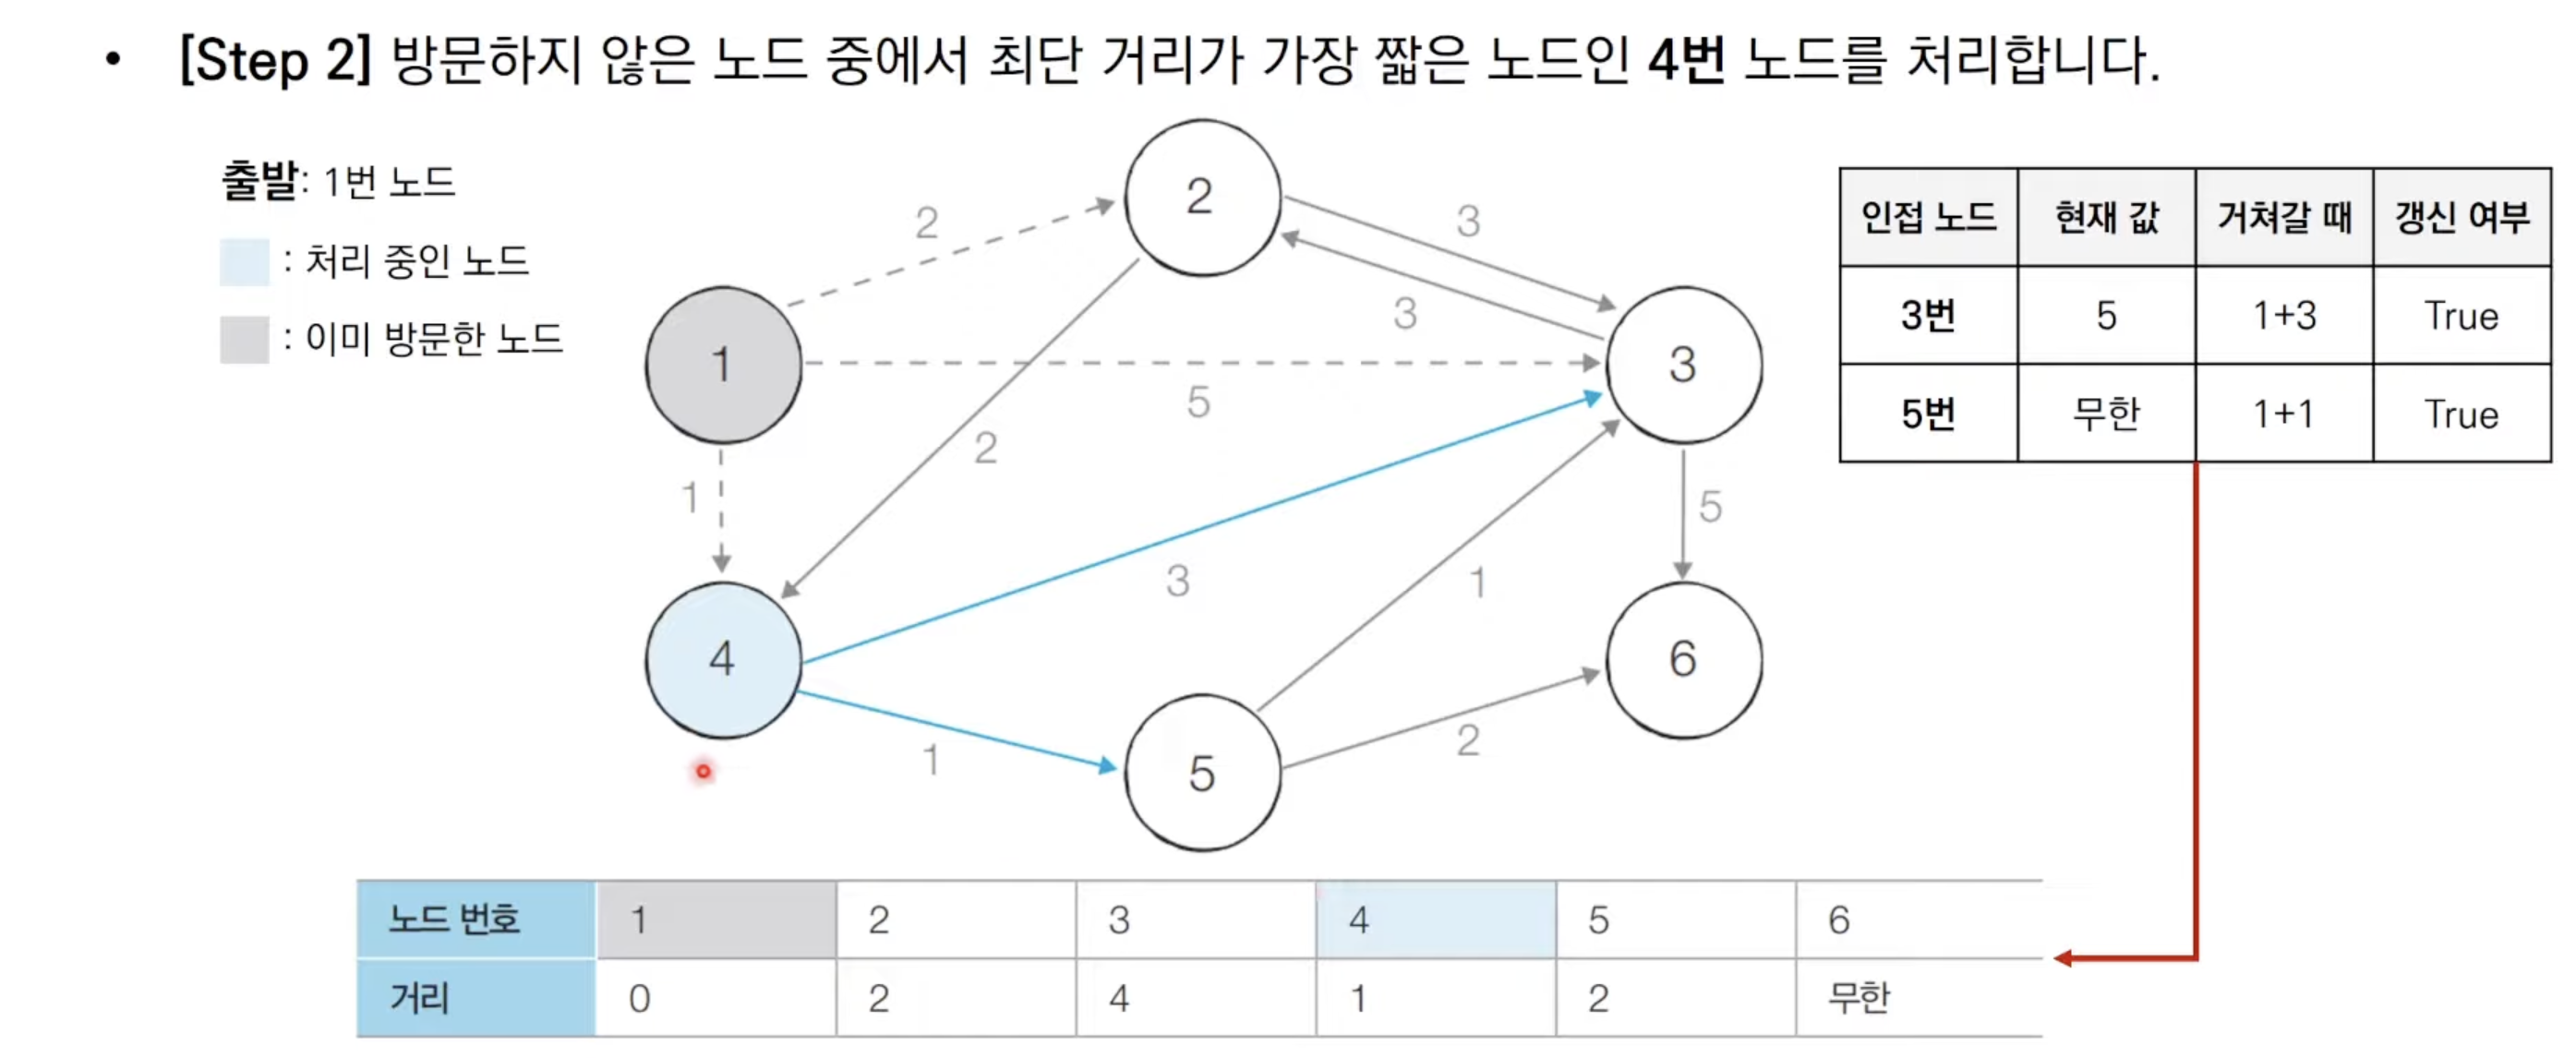 • [Step 2] 방문하지 않은 노드 중에서 최단 거리가 가장 짧은 노드인 4번 노드를 처리합니다.
출발: 1번 노드
: 처리 중인 노드
: 이미 방문한 노드
인접 노드 현재 값 거쳐갈 때 갱신 여부
3번 5 1+3 True
5번 무한 1+1 True
2
2
3
3
1
5
3
2
1
5
3
1
4
6
2
1
5
노드 번호 1 2 3 4 5 6
거리 0 2 4 1 2 무한